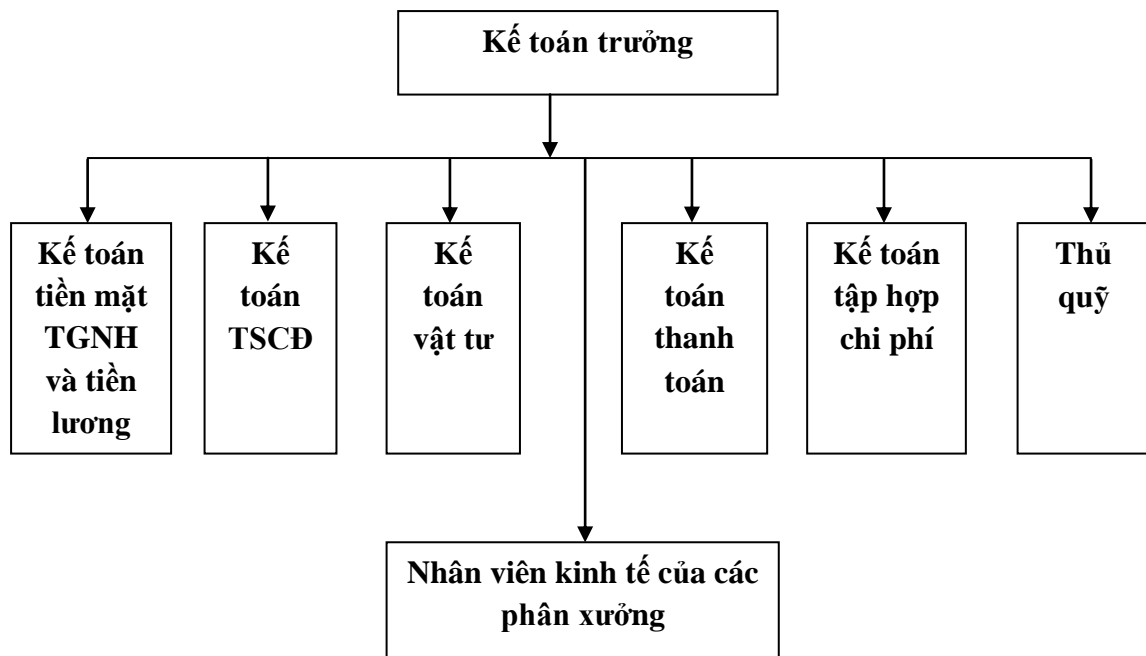 Kế toán trưởng
Kế toán
tiền mặt
TGNH
và tiền
lương
Kế
toán
TSCĐ
Kế
toán
vật tư
Kế
toán
thanh
toán
Kế toán
tập hợp
chi phí
Thủ
quỹ
Nhân viên kinh tế của các
phân xưởng